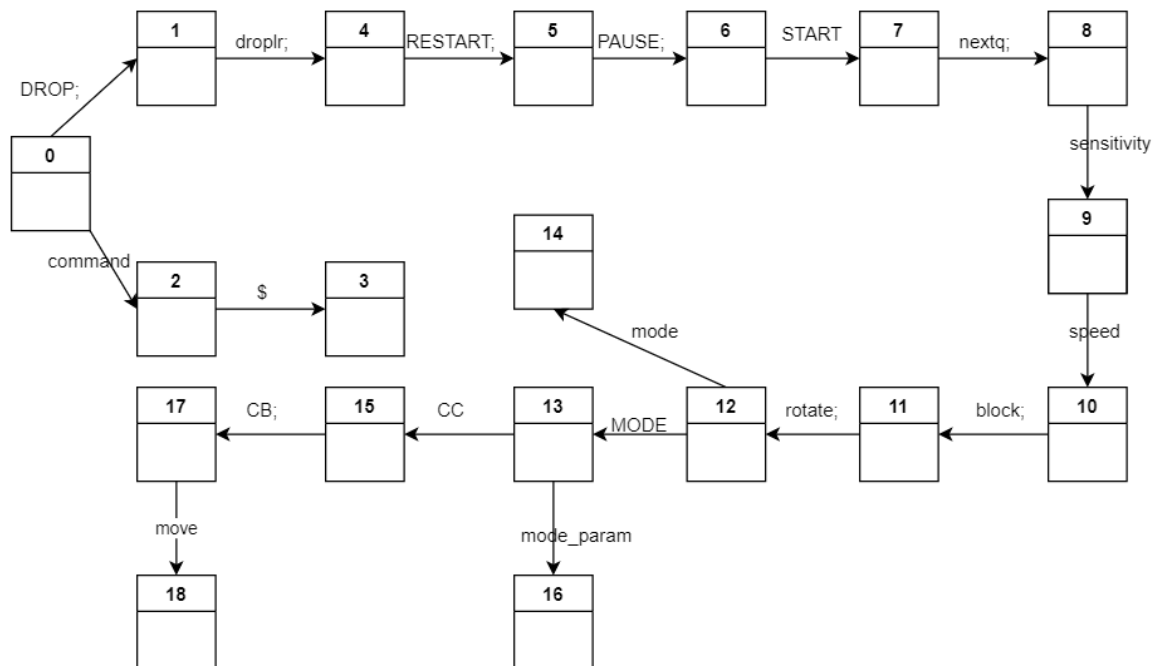 1
4
5
6
7
8
droplr;
RESTART;
PAUSE;
START
nextq;
DROP;
0
sensitivity
9
14
command
2
$
3
mode
speed
17
CB;
15
CC
13
MODE
12
rotate;
11
block;
10
move
mode_param
18
16